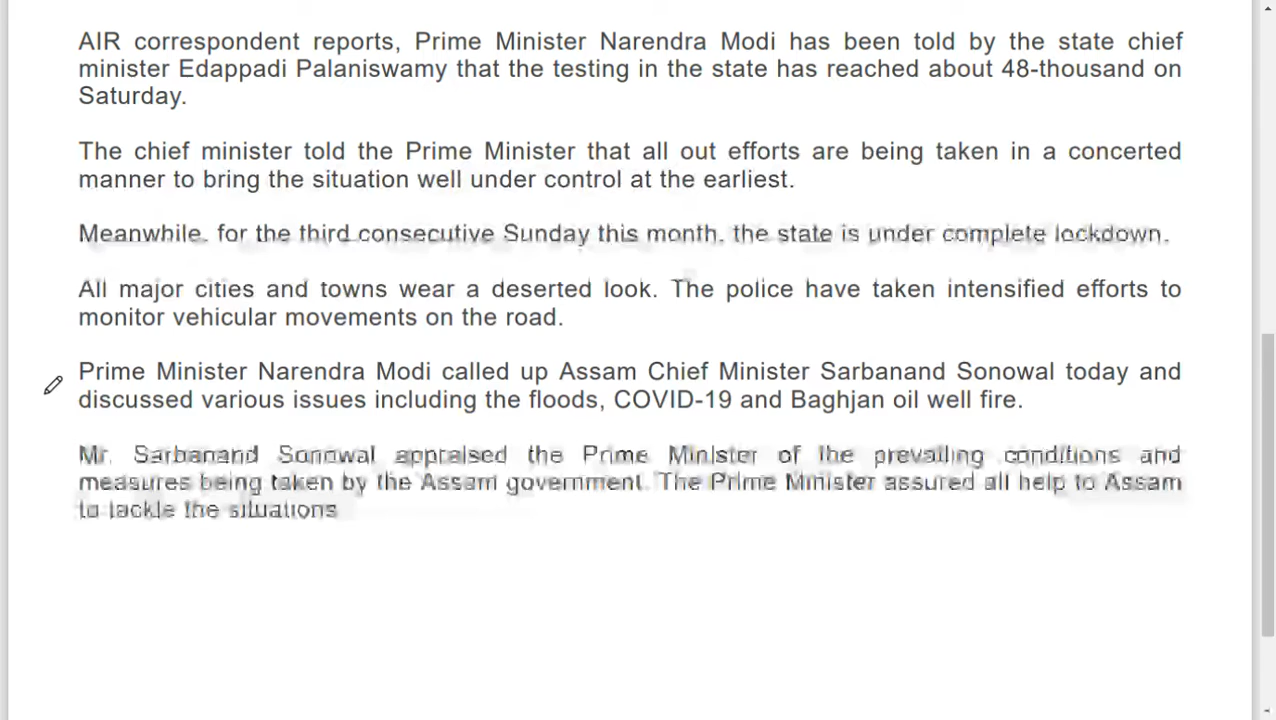 AIR correspondent reports, Prime Minister Narendra Modi has been told by the state chief
minister Edappadi Palaniswamy that the testing in the state has reached about 48-thousand on
Saturday.
The chief minister told the Prime Minister that all out efforts are being taken in a concerted
manner to bring the situation well under control at the earliest.
Meanwhile, for the third consecutive Sunday this month, the state is under complete lockdown.
All major cities and towns wear a deserted look. The police have taken intensified efforts to
monitor vehicular movements on the road.
Prime Minister Narendra Modi called up Assam Chief Minister Sarbanand Sonowal today and
discussed various issues including the floods, COVID-19 and Baghjan oil well fire.
Mr. Sarbanand Sonowal appraised the Prime Minister of the prevailing conditions and
measures being taken by the Assam government. The Prime Minister assured all help to Assam
to tackle the situations